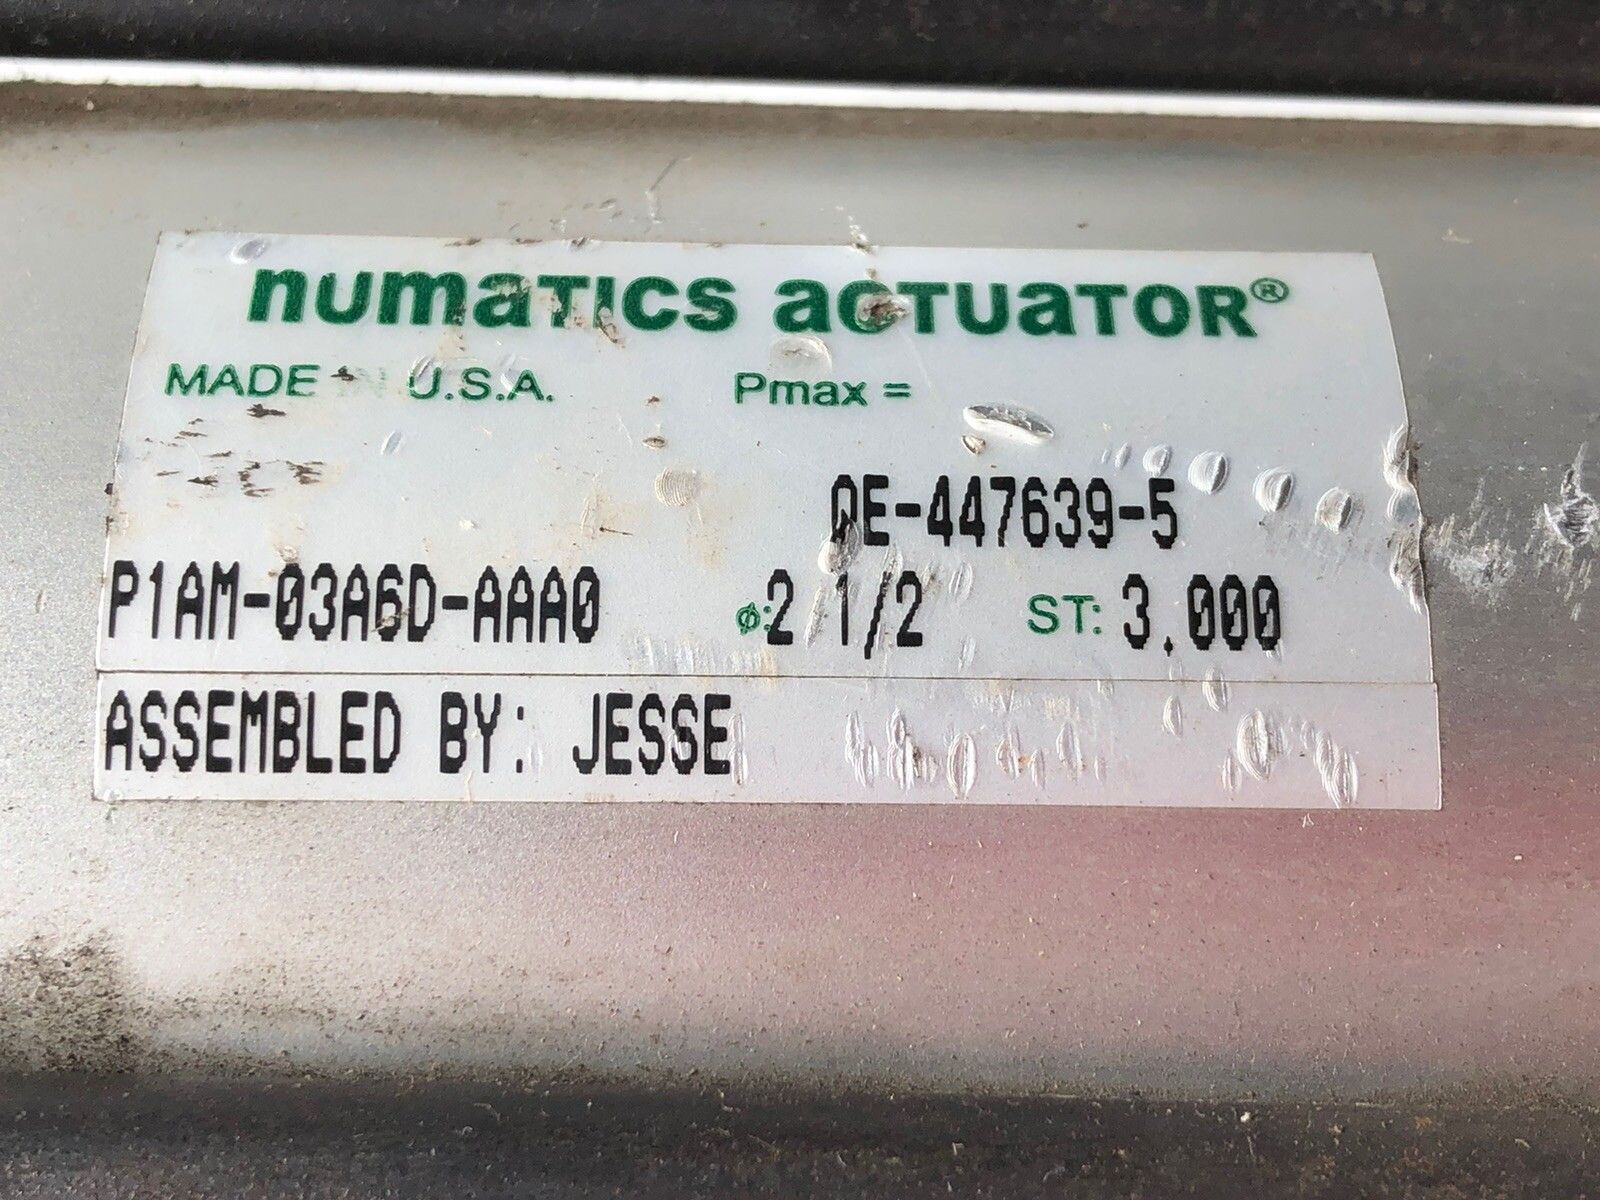 numatics actuator®
MADE IN U.S.A. Pmax =
QE-447639-5
P1AM-03A6D-AAA0 ø: 2 1/2 ST: 3.000
ASSEMBLED BY: JESSE